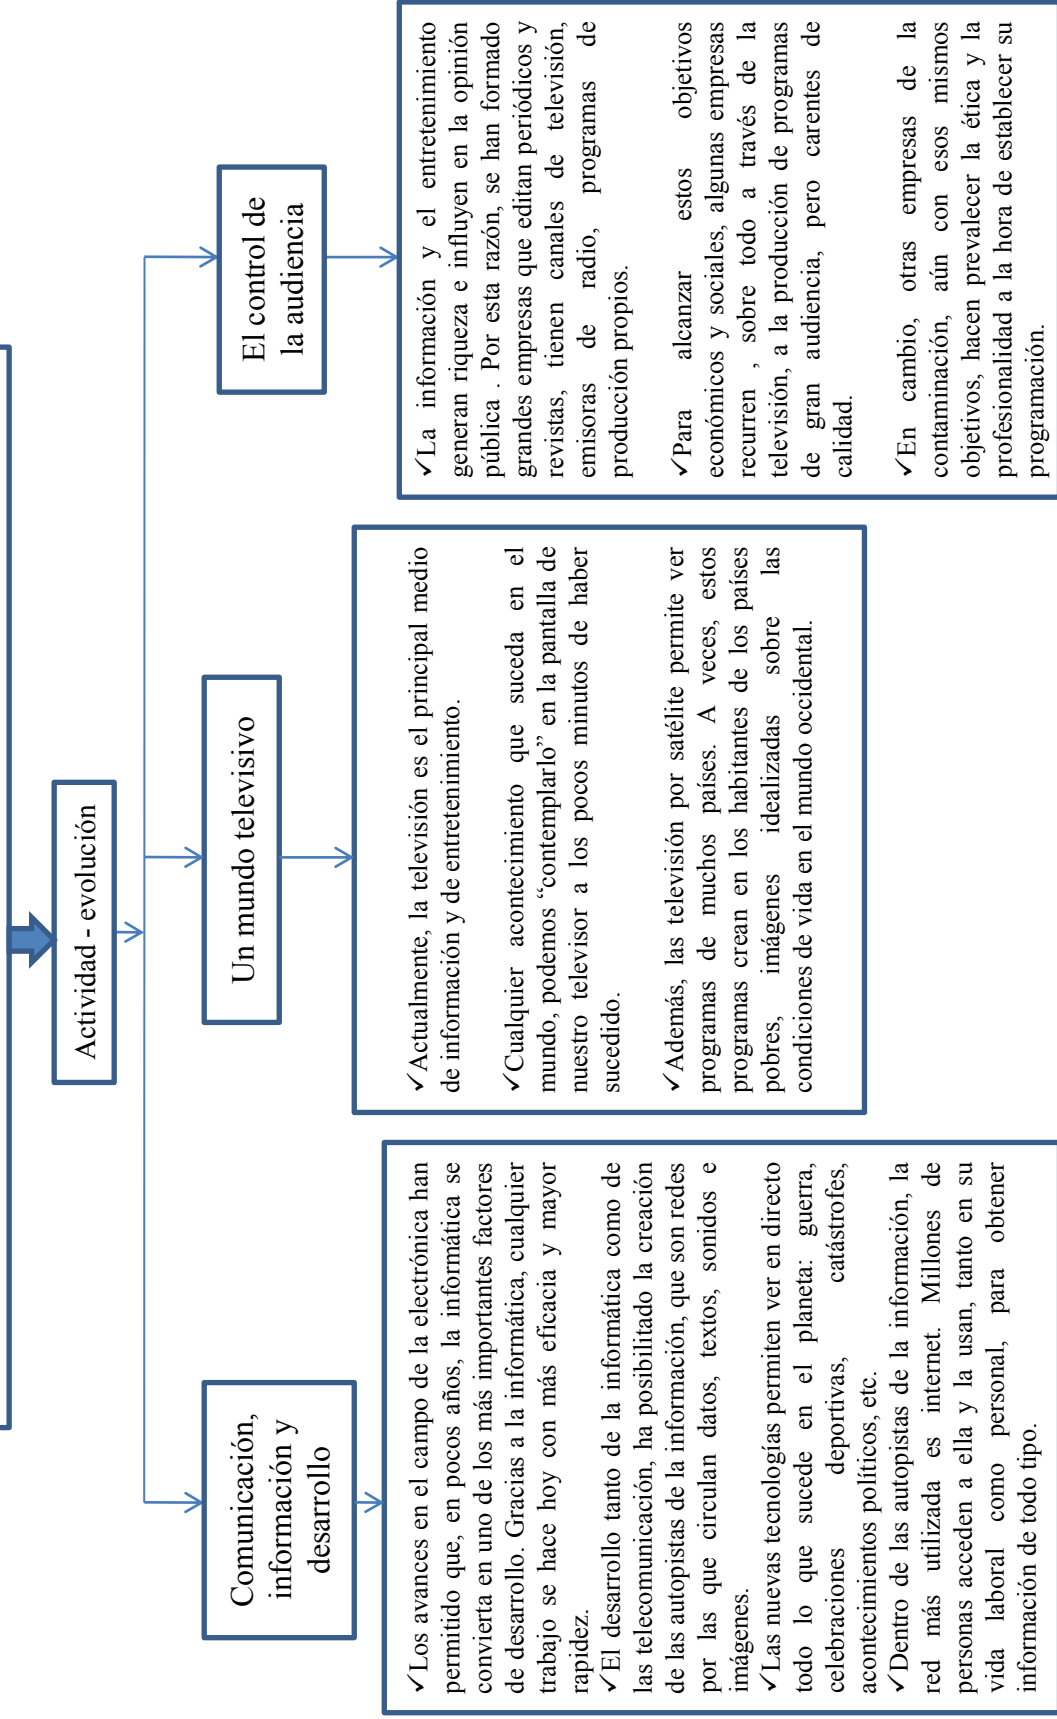 Actividad - evolución
Comunicación,
información y
desarrollo
✓Los avances en el campo de la electrónica han
permitido que, en pocos años, la informática se
convierta en uno de los más importantes factores
de desarrollo. Gracias a la informática, cualquier
trabajo se hace hoy con más eficacia y mayor
rapidez.
✓El desarrollo tanto de la informática como de
las telecomunicación, ha posibilitado la creación
de las autopistas de la información, que son redes
por las que circulan datos, textos, sonidos e
imágenes.
✓Las nuevas tecnologías permiten ver en directo
todo lo que sucede en el planeta: guerra,
celebraciones deportivas, catástrofes,
acontecimientos políticos, etc.
✓Dentro de las autopistas de la información, la
red más utilizada es internet. Millones de
personas acceden a ella y la usan, tanto en su
vida laboral como personal, para obtener
información de todo tipo.
Un mundo televisivo
✓Actualmente, la televisión es el principal medio
de información y de entretenimiento.
✓Cualquier acontecimiento que suceda en el
mundo, podemos “contemplarlo” en la pantalla de
nuestro televisor a los pocos minutos de haber
sucedido.
✓Además, las televisión por satélite permite ver
programas de muchos países. A veces, estos
programas crean en los habitantes de los países
pobres, imágenes idealizadas sobre las
condiciones de vida en el mundo occidental.
El control de
la audiencia
✓La información y el entretenimiento
generan riqueza e influyen en la opinión
pública . Por esta razón, se han formado
grandes empresas que editan periódicos y
revistas, tienen canales de televisión,
emisoras de radio, programas de
producción propios.
✓Para alcanzar estos objetivos
económicos y sociales, algunas empresas
recurren , sobre todo a través de la
televisión, a la producción de programas
de gran audiencia, pero carentes de
calidad.
✓En cambio, otras empresas de la
contaminación, aún con esos mismos
objetivos, hacen prevalecer la ética y la
profesionalidad a la hora de establecer su
programación.